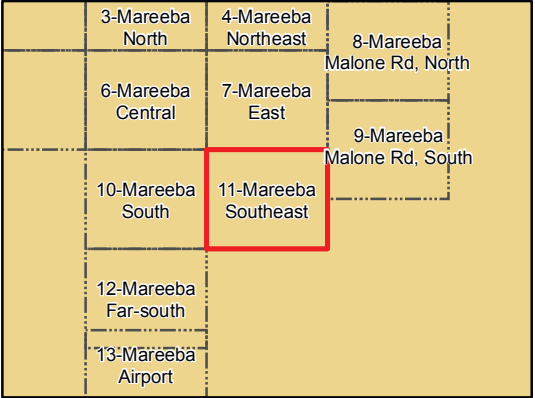 3-Mareeba
North
4-Mareeba
Northeast
8-Mareeba
Malone Rd, North
6-Mareeba
Central
7-Mareeba
East
9-Mareeba
Malone Rd, South
10-Mareeba
South
11-Mareeba
Southeast
12-Mareeba
Far-south
13-Mareeba
Airport